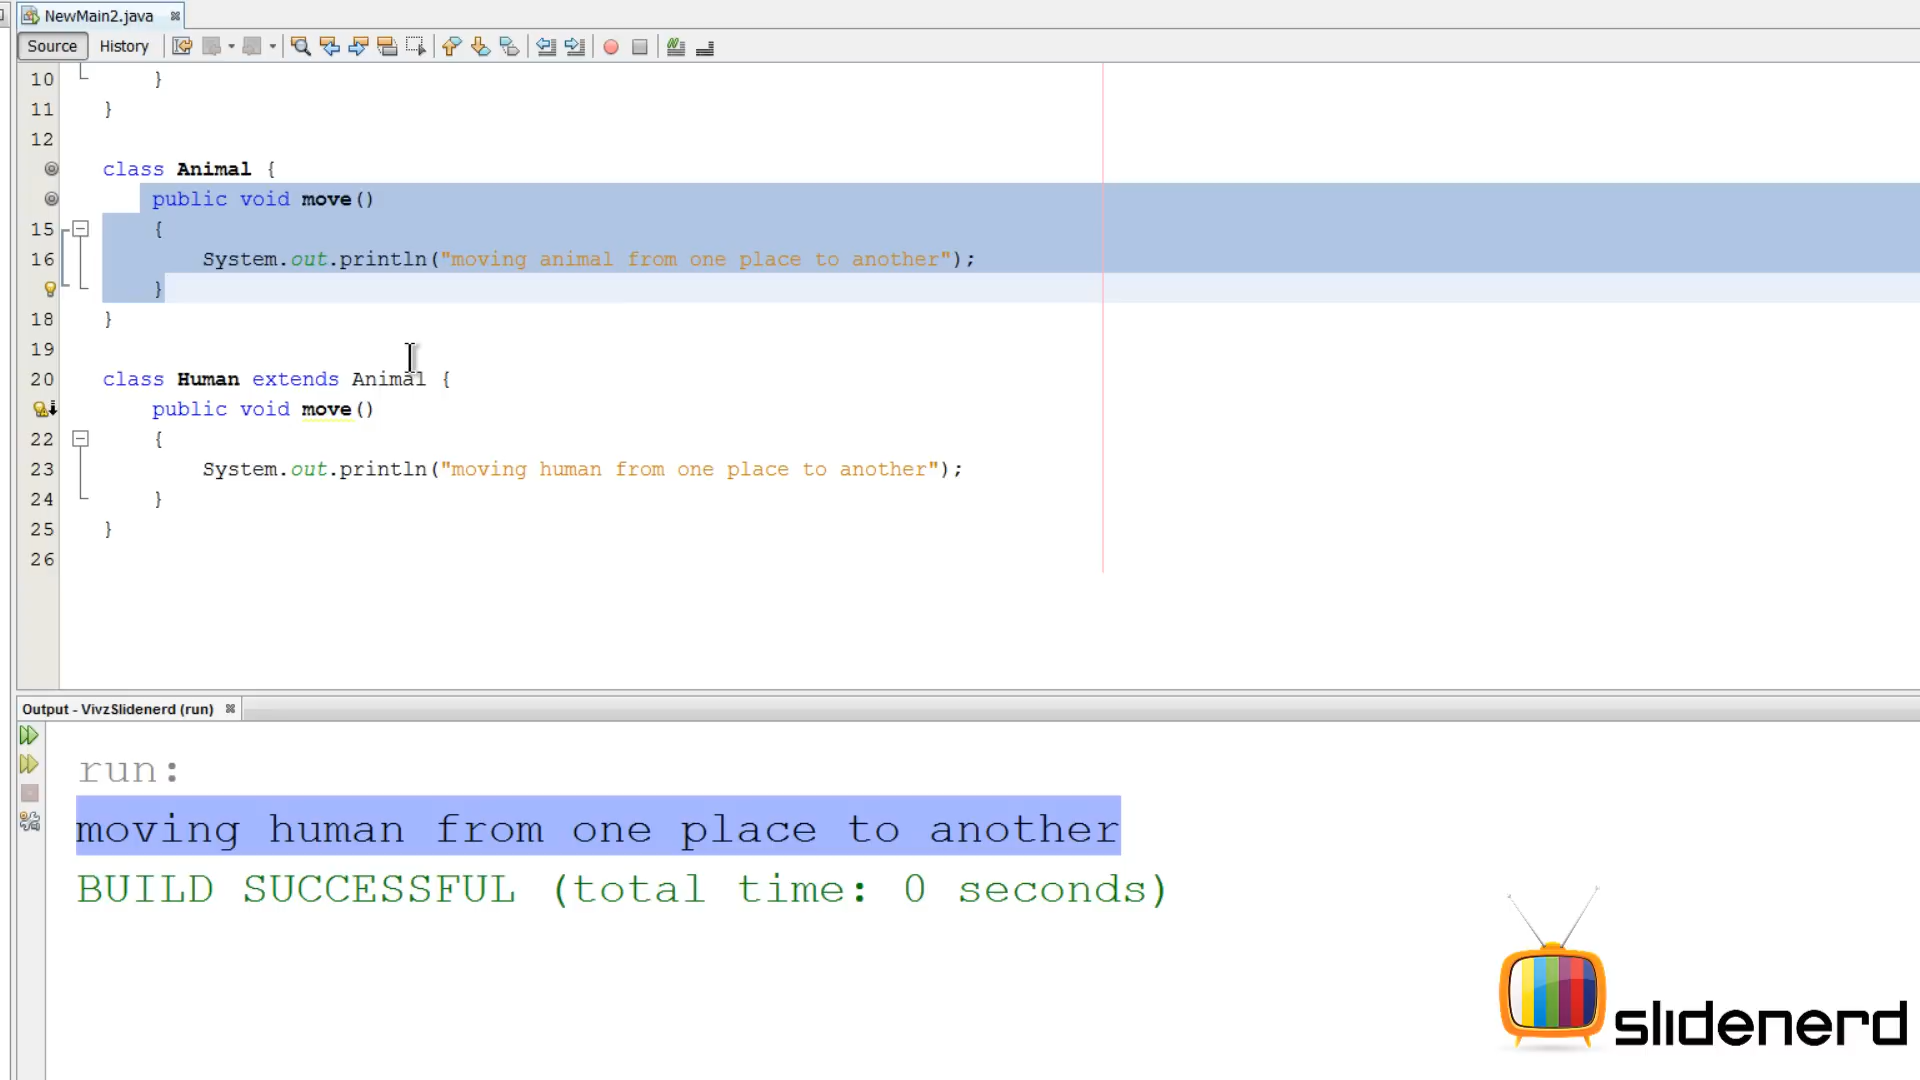 NewMain2.java
Source History
10 }
11 }
12
class Animal {
public void move()
15 {
16 System.out.println("moving animal from one place to another");
}
18 }
19
20 class Human extends Animal {
public void move()
22 {
23 System.out.println("moving human from one place to another");
24 }
25 }
26
Output - VivzSlidenerd (run)
run:
moving human from one place to another
BUILD SUCCESSFUL (total time: 0 seconds)
slidenerd